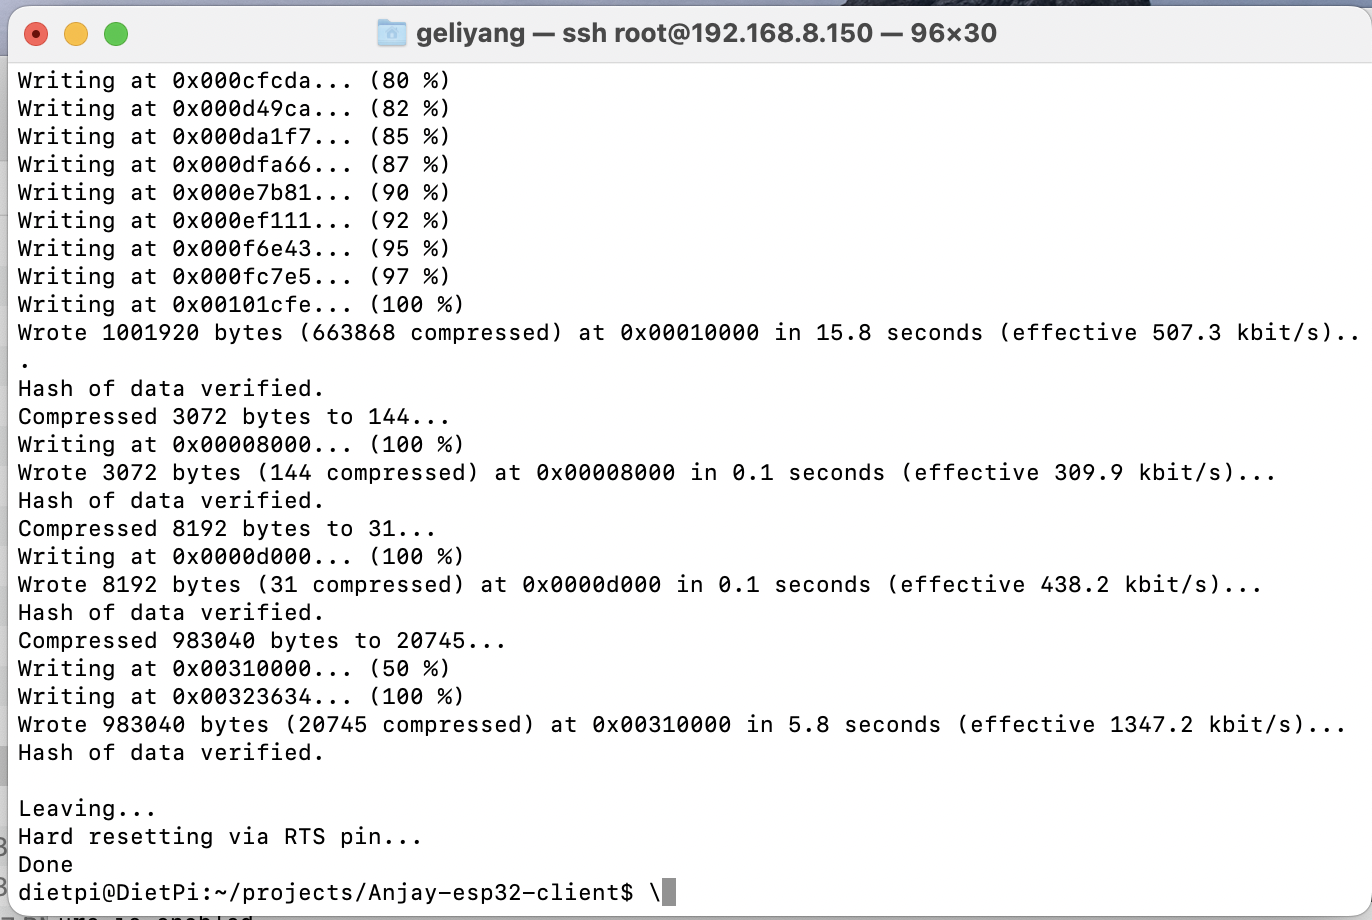 geliyang — ssh root@192.168.8.150 — 96×30
Writing at 0x000cfcda... (80 %)
Writing at 0x000d49ca... (82 %)
Writing at 0x000da1f7... (85 %)
Writing at 0x000dfa66... (87 %)
Writing at 0x000e7b81... (90 %)
Writing at 0x000ef111... (92 %)
Writing at 0x000f6e43... (95 %)
Writing at 0x000fc7e5... (97 %)
Writing at 0x00101cfe... (100 %)
Wrote 1001920 bytes (663868 compressed) at 0x00010000 in 15.8 seconds (effective 507.3 kbit/s)..
.
Hash of data verified.
Compressed 3072 bytes to 144...
Writing at 0x00008000... (100 %)
Wrote 3072 bytes (144 compressed) at 0x00008000 in 0.1 seconds (effective 309.9 kbit/s)...
Hash of data verified.
Compressed 8192 bytes to 31...
Writing at 0x0000d000... (100 %)
Wrote 8192 bytes (31 compressed) at 0x0000d000 in 0.1 seconds (effective 438.2 kbit/s)...
Hash of data verified.
Compressed 983040 bytes to 20745...
Writing at 0x00310000... (50 %)
Writing at 0x00323634... (100 %)
Wrote 983040 bytes (20745 compressed) at 0x00310000 in 5.8 seconds (effective 1347.2 kbit/s)...
Hash of data verified.
Leaving...
Hard resetting via RTS pin...
Done
dietpi@DietPi:~/projects/Anjay-esp32-client$ \